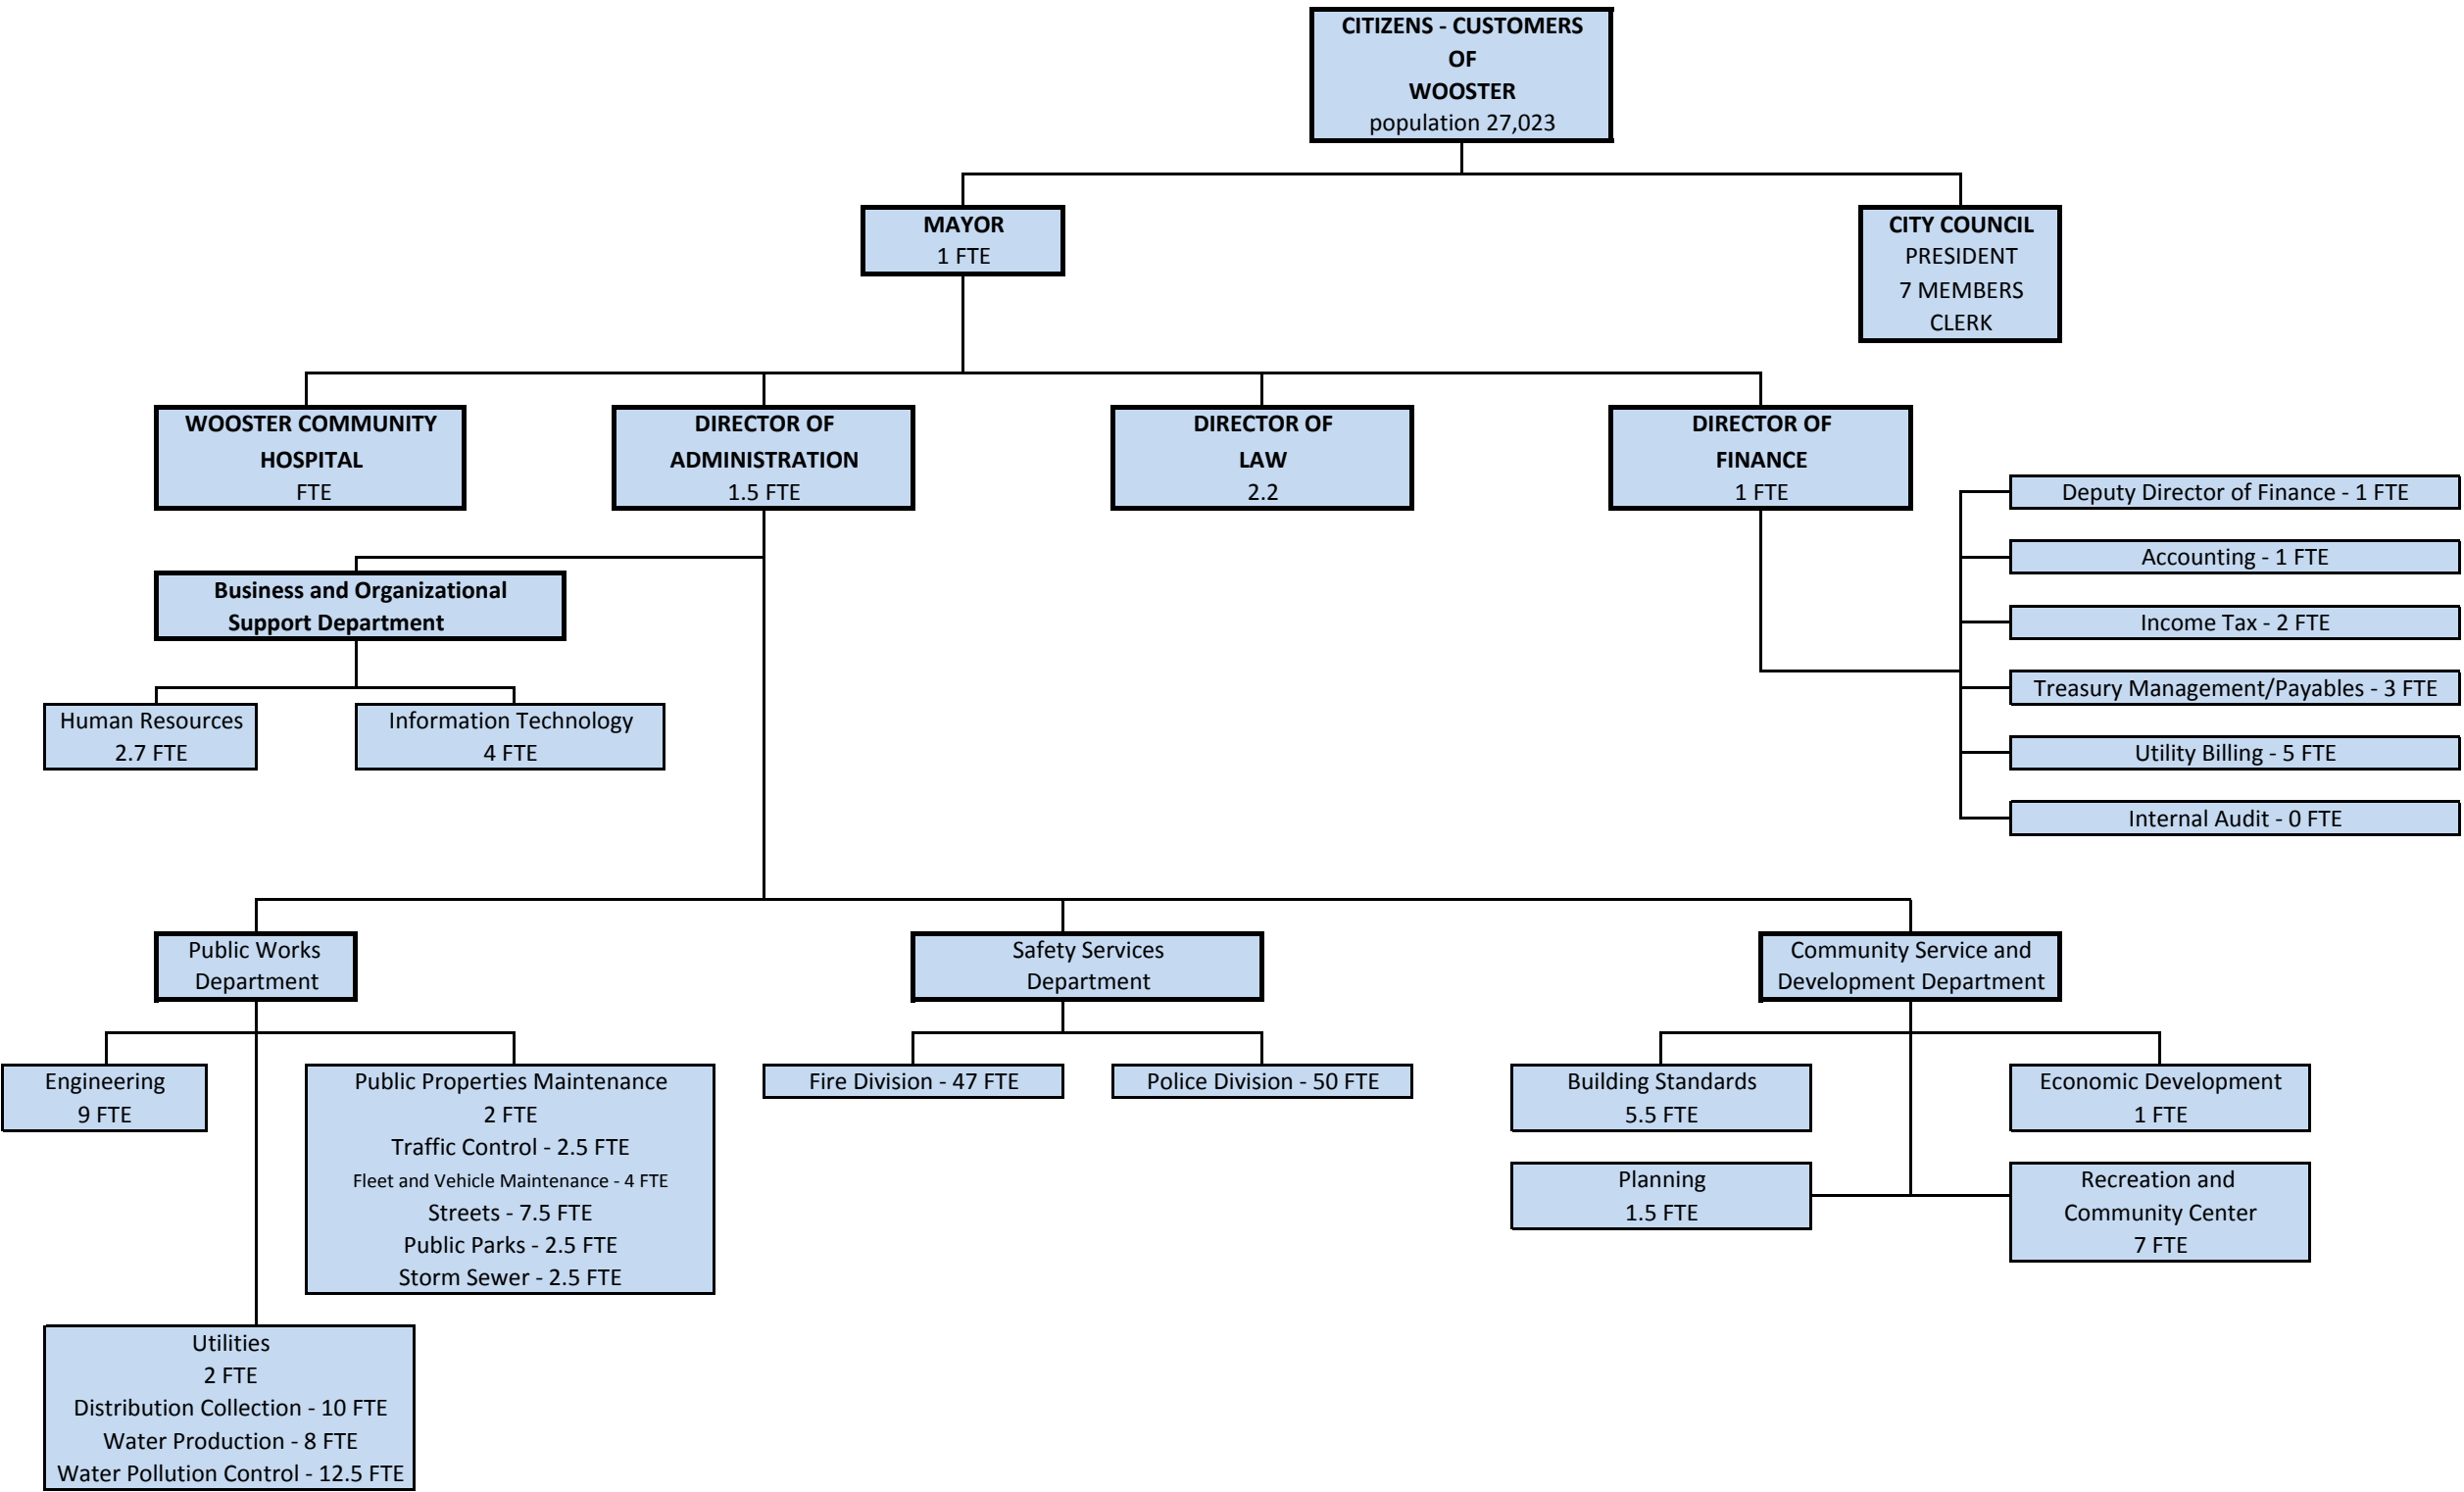 CITIZENS - CUSTOMERS
OF
WOOSTER
population 27,023
MAYOR
1 FTE
CITY COUNCIL
PRESIDENT
7 MEMBERS
CLERK
WOOSTER COMMUNITY
HOSPITAL
FTE
DIRECTOR OF
ADMINISTRATION
1.5 FTE
DIRECTOR OF
LAW
2.2
DIRECTOR OF
FINANCE
1 FTE
Deputy Director of Finance - 1 FTE
Accounting - 1 FTE
Income Tax - 2 FTE
Treasury Management/Payables - 3 FTE
Utility Billing - 5 FTE
Internal Audit - 0 FTE
Business and Organizational
Support Department
Human Resources
2.7 FTE
Information Technology
4 FTE
Public Works
Department
Safety Services
Department
Community Service and
Development Department
Engineering
9 FTE
Public Properties Maintenance
2 FTE
Traffic Control - 2.5 FTE
Fleet and Vehicle Maintenance - 4 FTE
Streets - 7.5 FTE
Public Parks - 2.5 FTE
Storm Sewer - 2.5 FTE
Fire Division - 47 FTE
Police Division - 50 FTE
Building Standards
5.5 FTE
Economic Development
1 FTE
Planning
1.5 FTE
Recreation and
Community Center
7 FTE
Utilities
2 FTE
Distribution Collection - 10 FTE
Water Production - 8 FTE
Water Pollution Control - 12.5 FTE